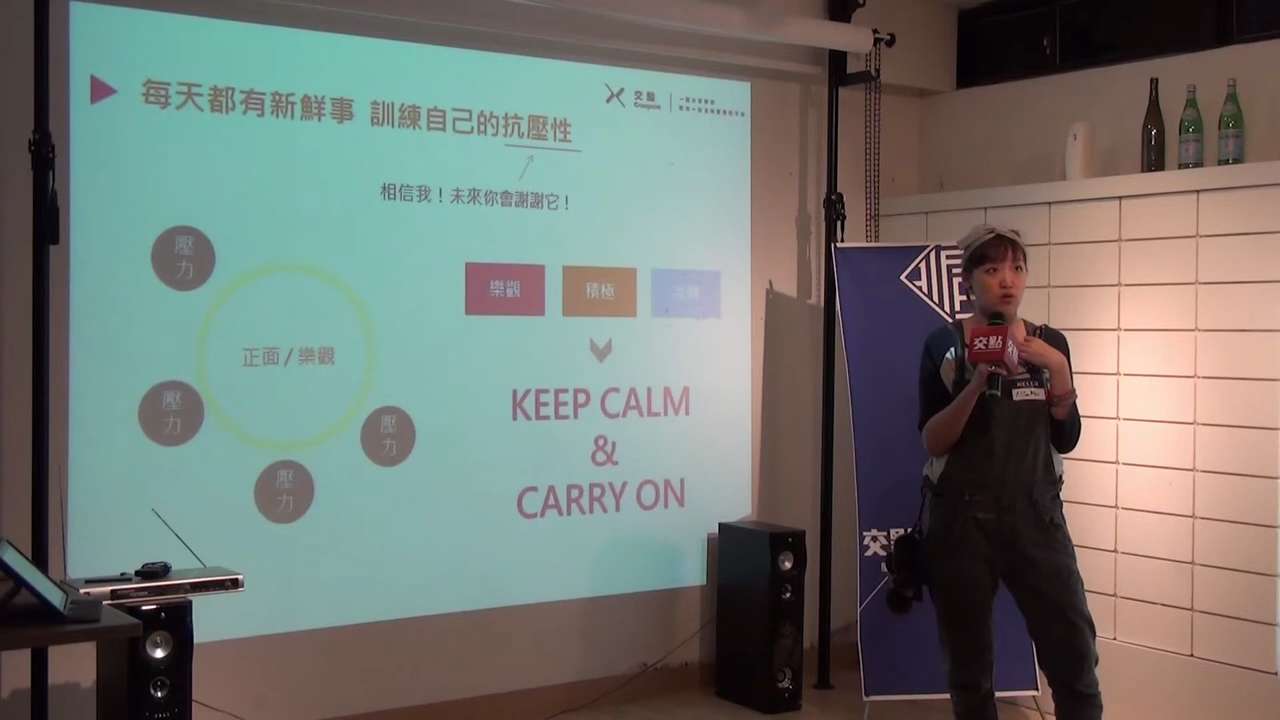 每天都有新鮮事 訓練自己的抗壓性
交點
相信我！未來你會謝謝它！
壓力
壓力
壓力
壓力
正面 / 樂觀
樂觀
積極
KEEP CALM
&
CARRY ON
交點
HELLO
交點